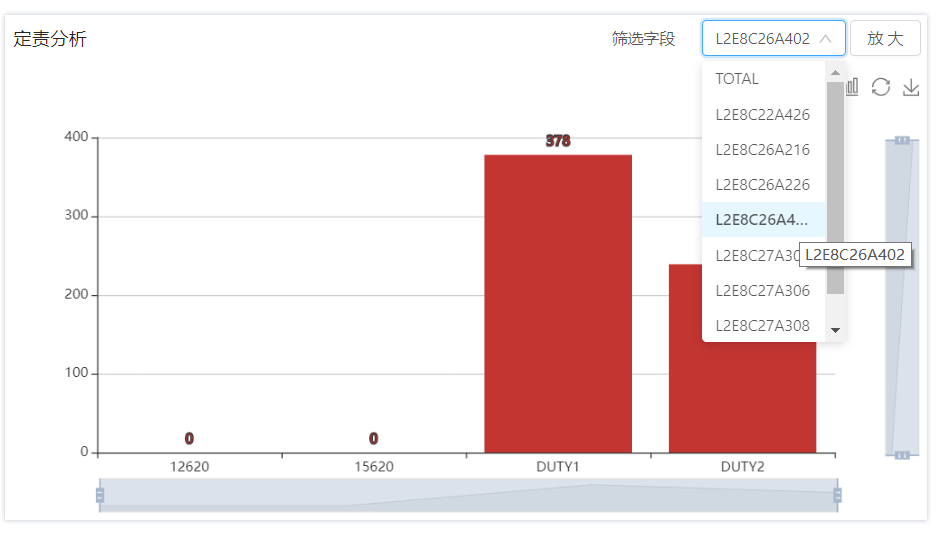 定责分析
筛选字段
L2E8C26A402
放 大
TOTAL
L2E8C22A426
L2E8C26A216
L2E8C26A226
L2E8C26A4...
L2E8C27A30
L2E8C26A402
L2E8C27A306
L2E8C27A308
400
300
200
100
0
378
0
0
12620
15620
DUTY1
DUTY2